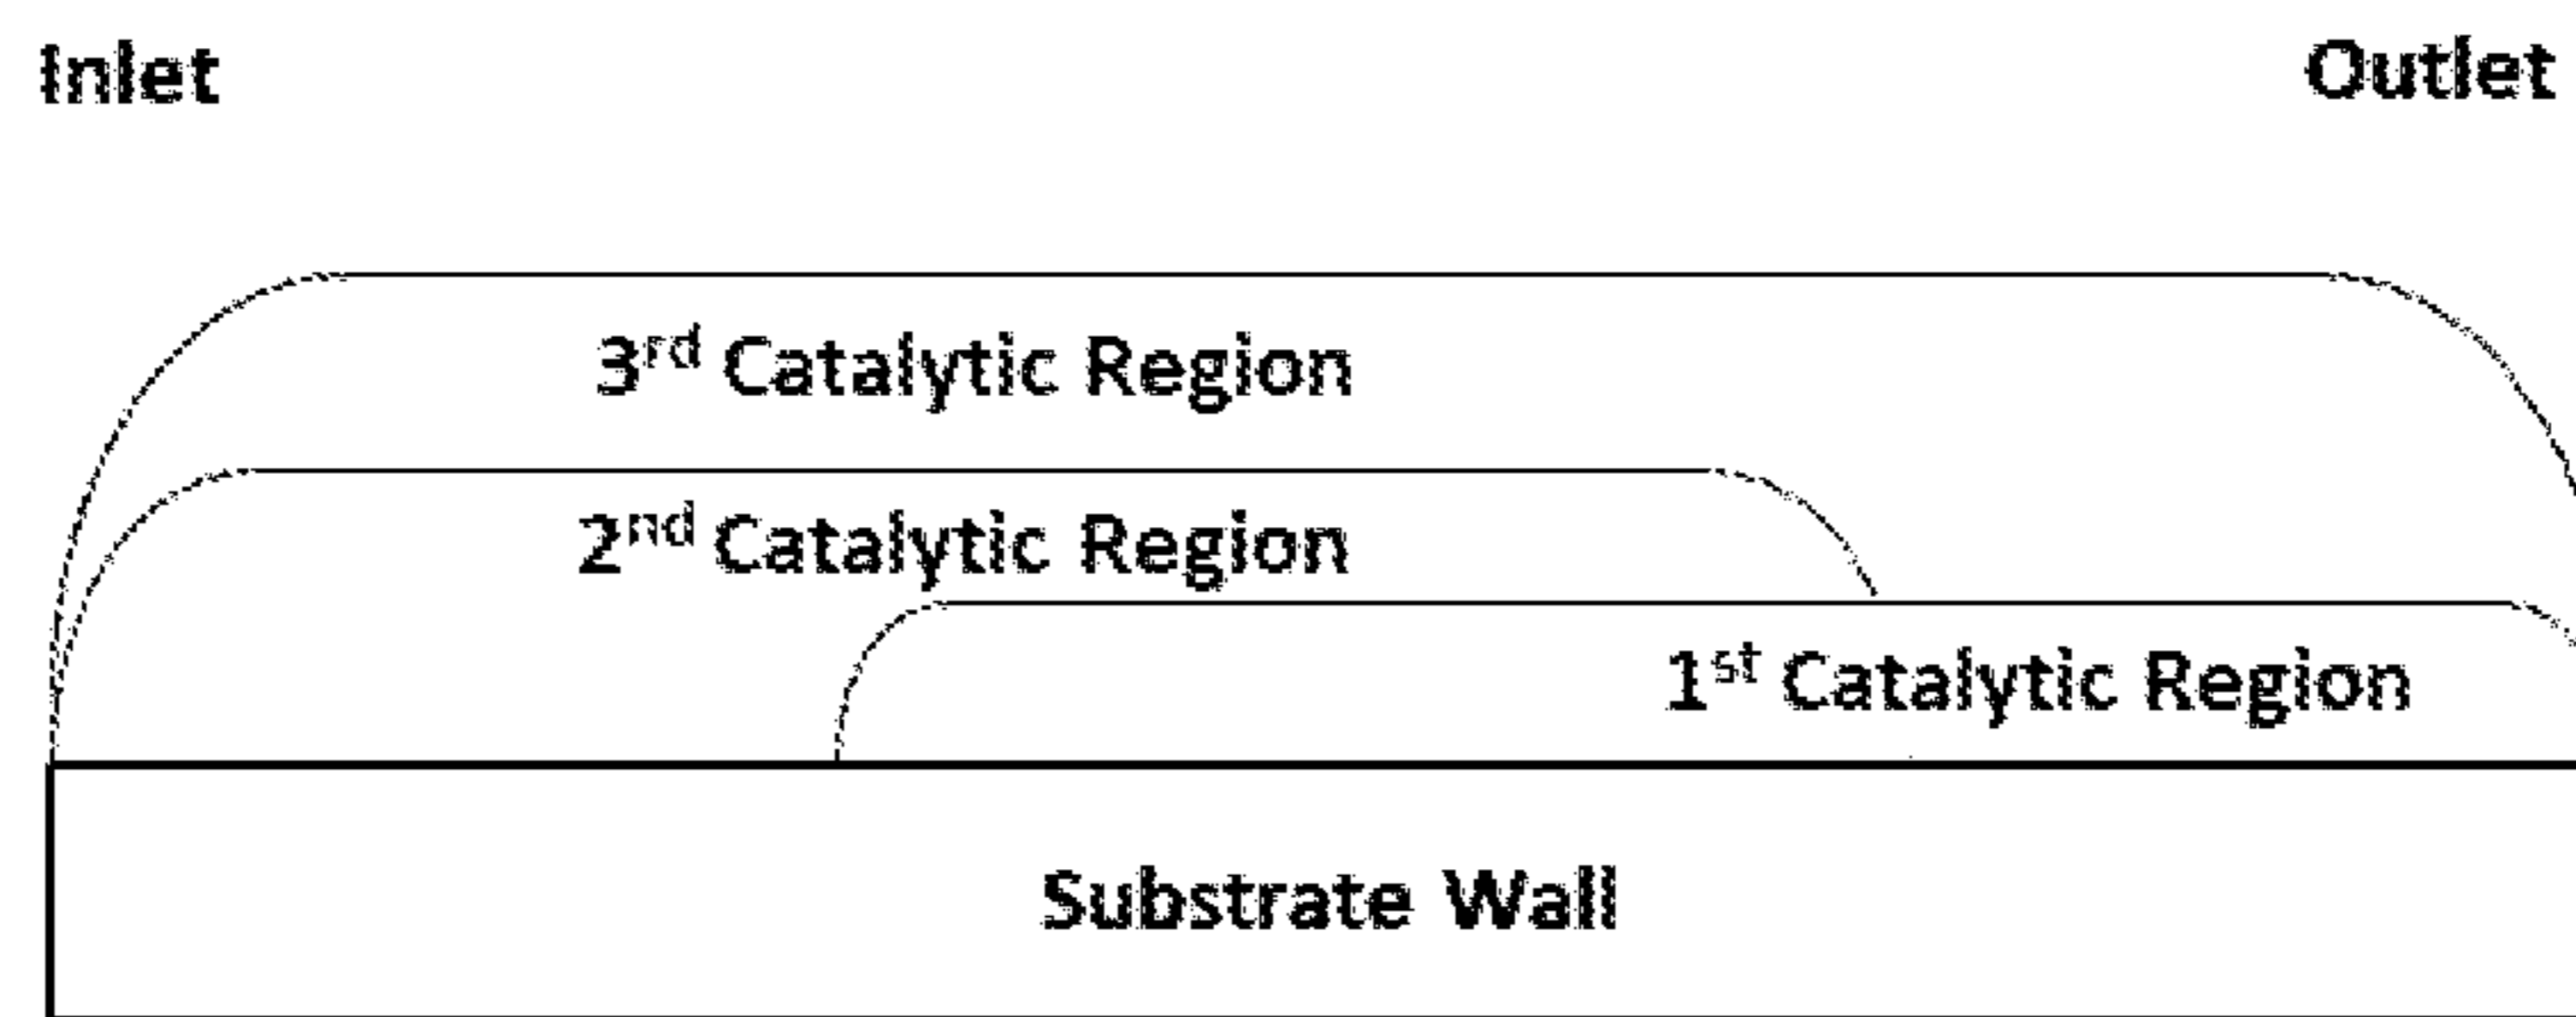 Inlet
Outlet
3rd Catalytic Region
2nd Catalytic Region
1st Catalytic Region
Substrate Wall